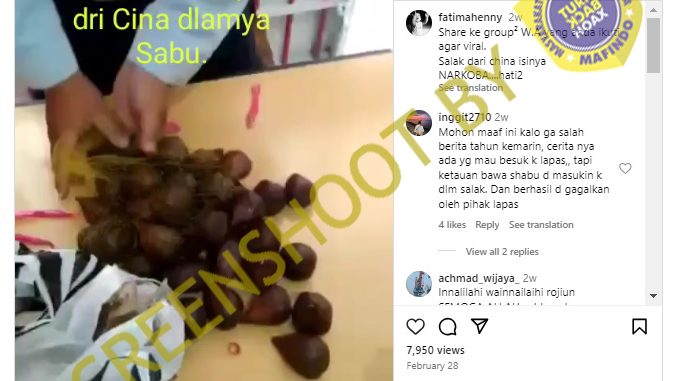 dri Cina dlamya
Sabu.
SCREENSHOOT BY
TURN BACK HOAX
MAFINDO
fatimahenny 2w
Share ke group² W.A yang
agar viral.
Salak dari china isinya
NARKOBA....hati2
See translation
inggit2710 2w
Mohon maaf ini kalo ga salah
berita tahun kemarin, cerita nya
ada yg mau besuk k lapas,, tapi
ketauan bawa shabu d masukin k
dlm salak. Dan berhasil d gagalkan
oleh pihak lapas
4 likes Reply See translation
View all 2 replies
achmad_wijaya_ 2w
Innalilahi wainnailaihi rojiun
7,950 views
February 28